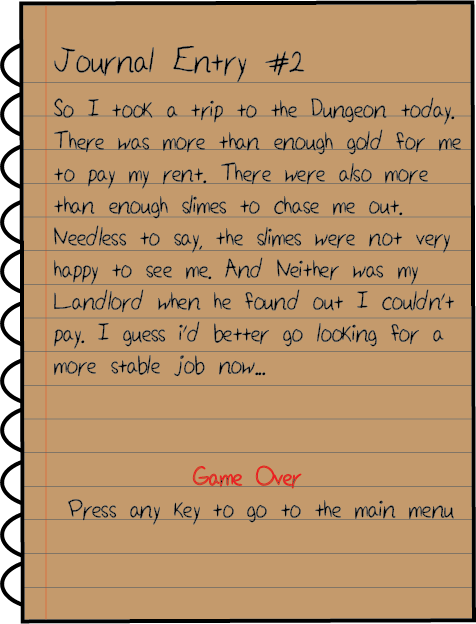 Journal Entry #2
So I took a trip to the Dungeon today.
There was more than enough gold for me
to pay my rent. There were also more
than enough slimes to chase me out.
Needless to say, the slimes were not very
happy to see me. And Neither was my
Landlord when he found out I couldn't
pay. I guess i'd better go looking for a
more stable job now...
Game Over
Press any Key to go to the main menu